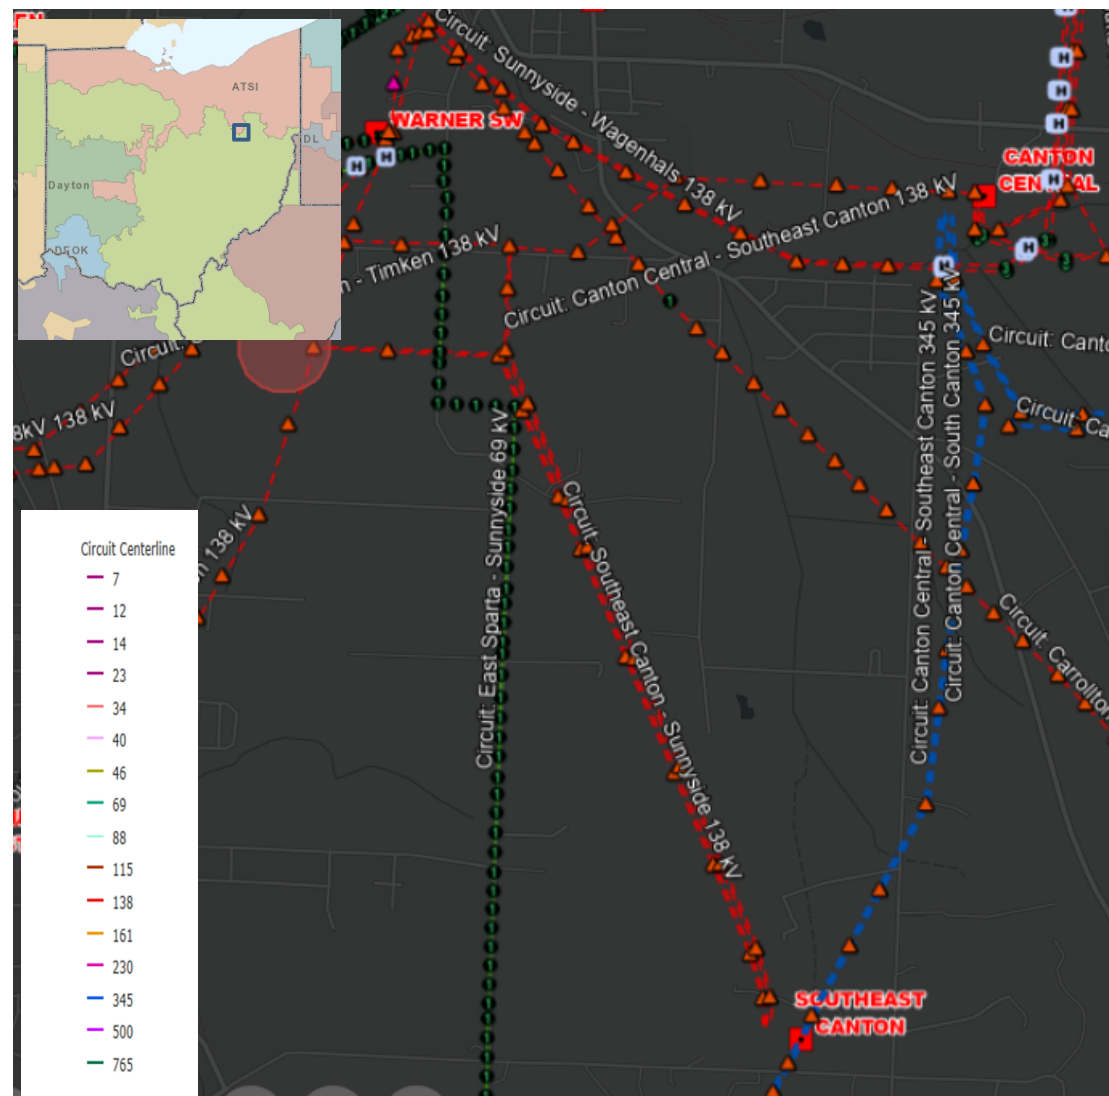 ATSI
DL
Dayton
DEOK
WARNER SW
CANTON
CENTRAL
Circuit: Sunnyside - Wagenhals 138 kV
Circuit: Canton Central - Southeast Canton 138 kV
- Timken 138 kV
Circuit:
138 kV
138 kV
Circuit: East Sparta - Sunnyside 69 kV
Circuit: Southeast Canton - Sunnyside 138 kV
Circuit: Canton Central - Southeast Canton 345 kV
Circuit: Canton Central - South Canton 345 kV
Circuit: Canto
Circuit: Ca
Circuit: Carrollton
SOUTHEAST
CANTON
Circuit Centerline
7
12
14
23
34
40
46
69
88
115
138
161
230
345
500
765